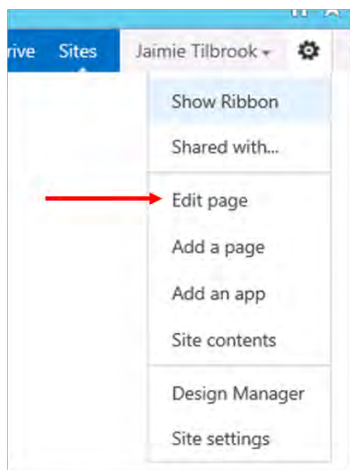 rive Sites Jaimie Tilbrook
Show Ribbon
Shared with...
Edit page
Add a page
Add an app
Site contents
Design Manager
Site settings